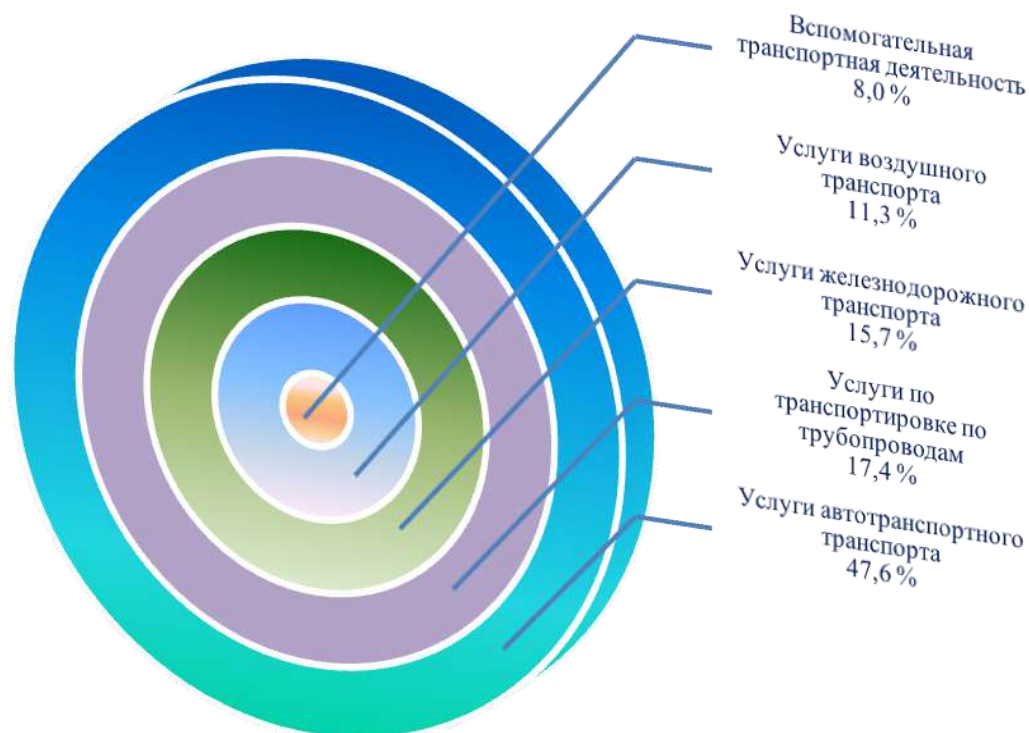 Вспомогательная
транспортная деятельность
8,0 %
Услуги воздушного
транспорта
11,3 %
Услуги железнодорожного
транспорта
15,7 %
Услуги по
транспортировке по
трубопроводам
17,4 %
Услуги автотранспортного
транспорта
47,6 %